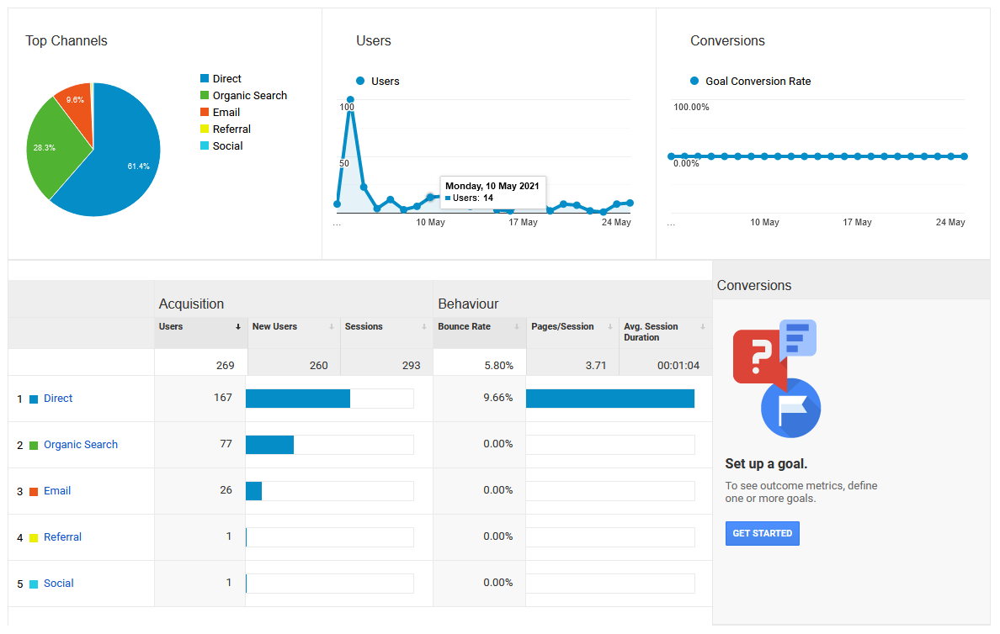 Top Channels
Direct
Organic Search
Email
Referral
Social
9.6%
28.3%
61.4%
Users
Users
100
50
Monday, 10 May 2021
Users: 14
...
10 May
17 May
24 May
Conversions
Goal Conversion Rate
100.00%
0.00%
...
10 May
17 May
24 May
Acquisition
Behaviour
Conversions
Users
New Users
Sessions
Bounce Rate
Pages/Session
Avg. Session
Duration
269
260
293
5.80%
3.71
00:01:04
1 Direct 167 9.66%
2 Organic Search 77 0.00%
3 Email 26 0.00%
4 Referral 1 0.00%
5 Social 1 0.00%
?
Set up a goal.
To see outcome metrics, define
one or more goals.
GET STARTED